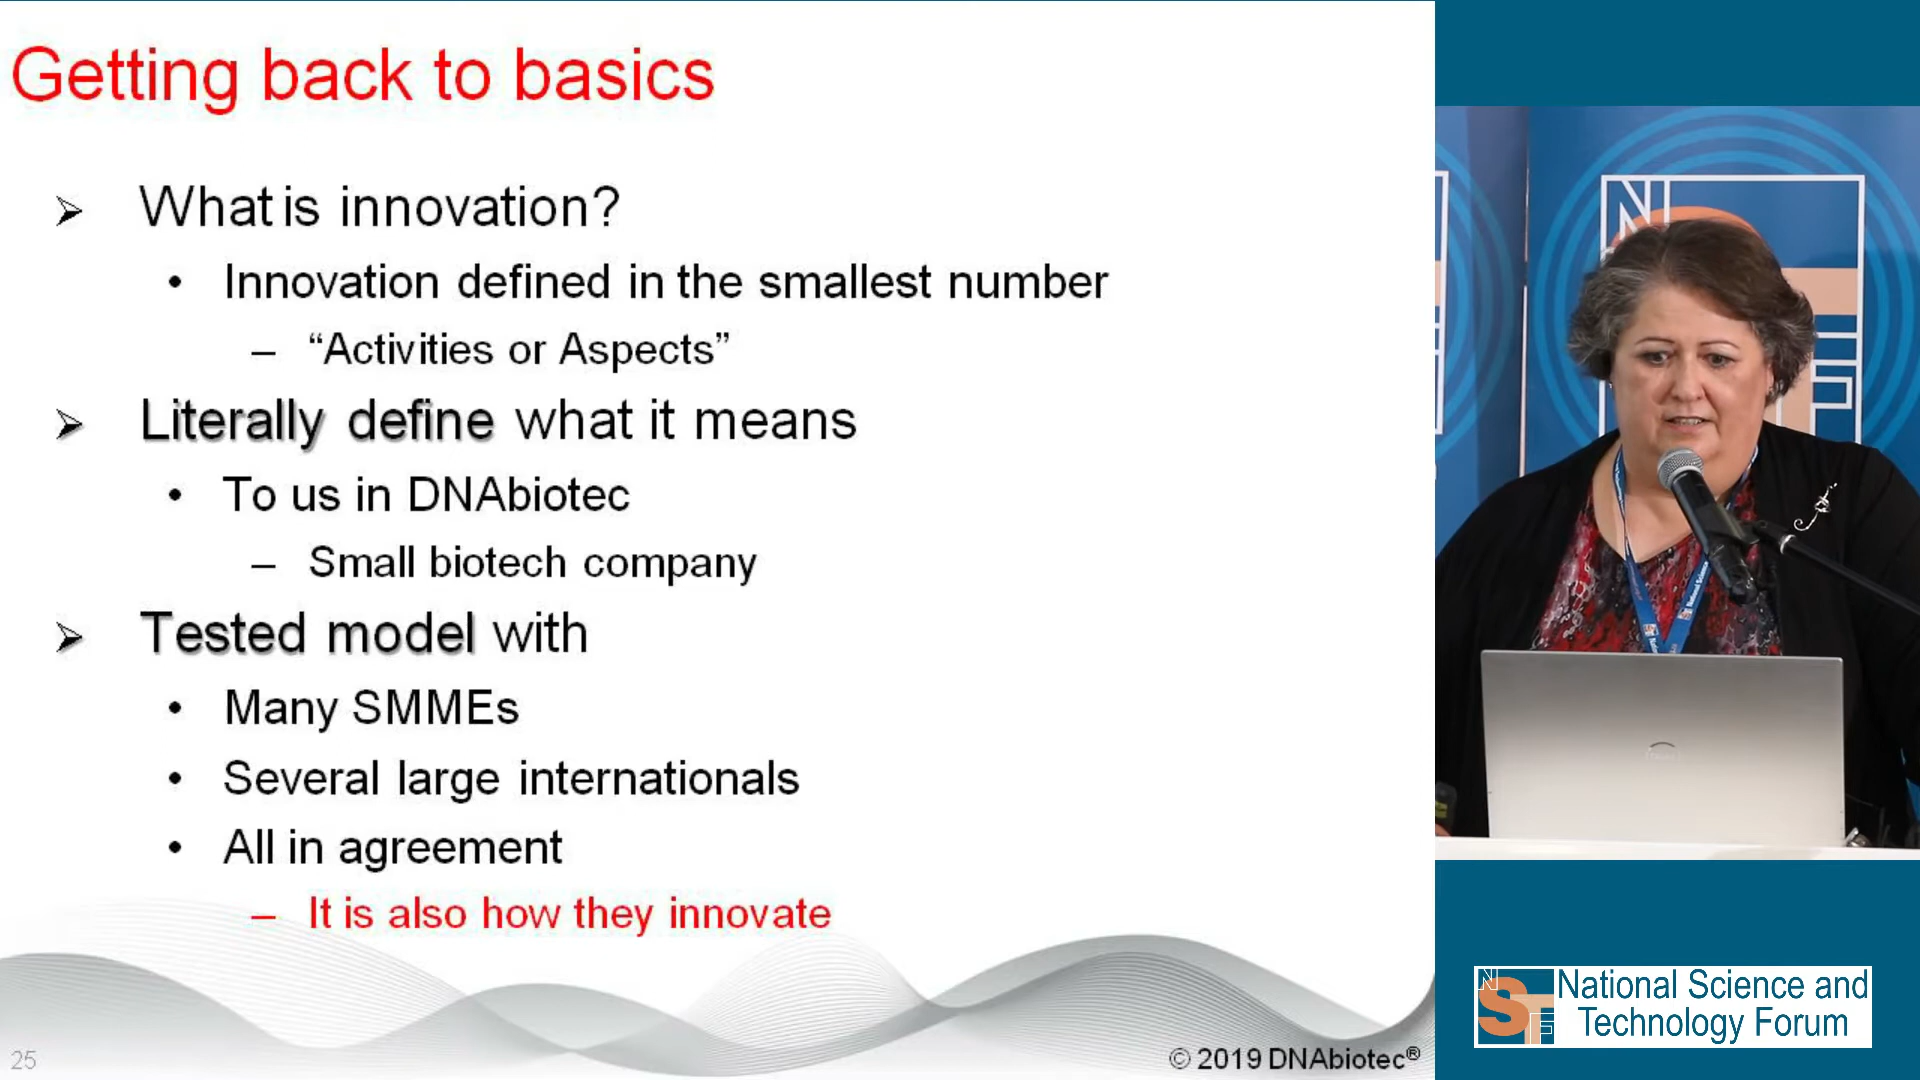 Getting back to basics
What is innovation?
Innovation defined in the smallest number
– “Activities or Aspects”
Literally define what it means
To us in DNAbiotec
– Small biotech company
Tested model with
Many SMMEs
Several large internationals
All in agreement
– It is also how they innovate
25
© 2019 DNAbiotec®
National Science and
Technology Forum